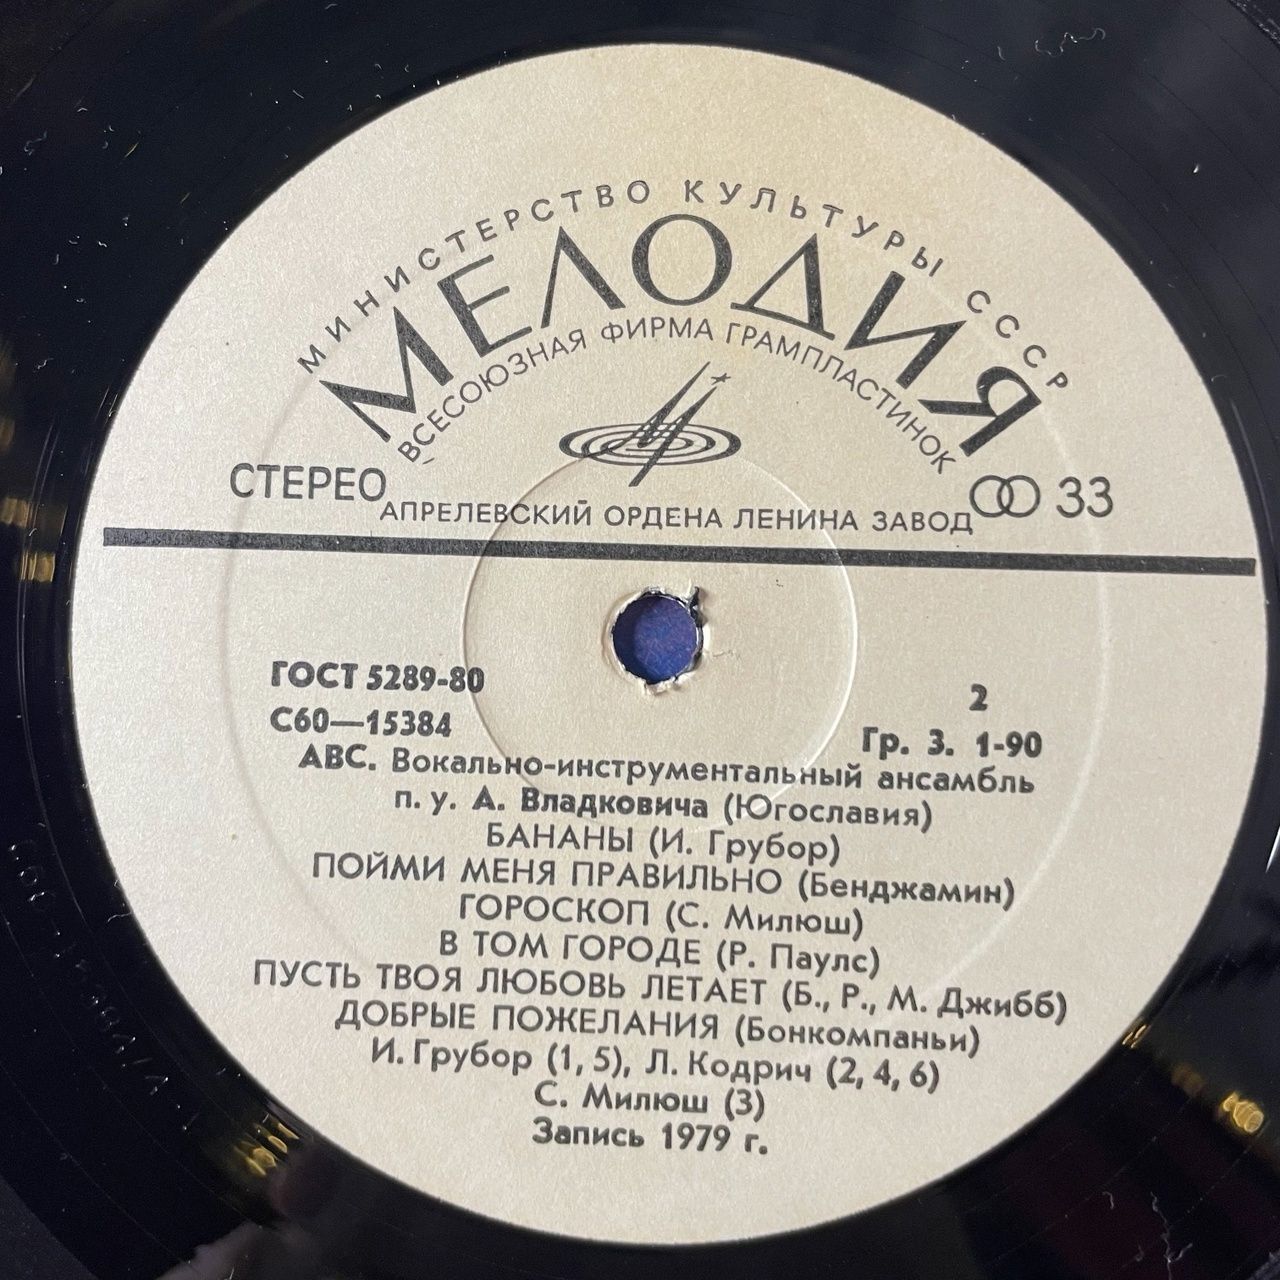 МИНИСТЕРСТВО КУЛЬТУРЫ СССР
МЕЛОДИЯ
ВСЕСОЮЗНАЯ ФИРМА ГРАМПЛАСТИНОК
СТЕРЕО
33
АПРЕЛЕВСКИЙ ОРДЕНА ЛЕНИНА ЗАВОД
ГОСТ 5289-80
2
С60—15384
Гр. 3. 1-90
АВС. Вокально-инструментальный ансамбль
п. у. А. Владковича (Югославия)
БАНАНЫ (И. Грубор)
ПОЙМИ МЕНЯ ПРАВИЛЬНО (Бенджамин)
ГОРОСКОП (С. Милюш)
В ТОМ ГОРОДЕ (Р. Паулс)
ПУСТЬ ТВОЯ ЛЮБОВЬ ЛЕТАЕТ (Б., Р., М. Джибб)
ДОБРЫЕ ПОЖЕЛАНИЯ (Бонкомпаньи)
И. Грубор (1, 5), Л. Кодрич (2, 4, 6)
С. Милюш (3)
Запись 1979 г.